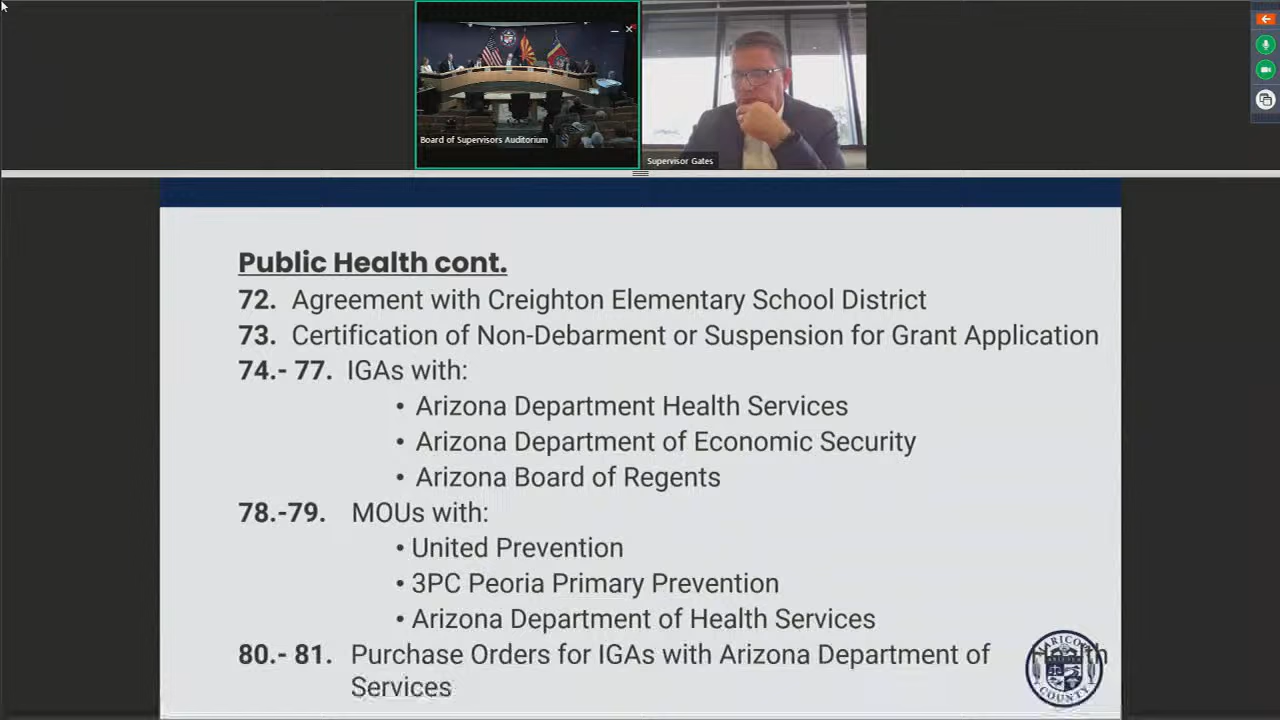 Board of Supervisors Auditorium
Supervisor Gates
Public Health cont.
72. Agreement with Creighton Elementary School District
73. Certification of Non-Debarment or Suspension for Grant Application
74.- 77. IGAs with:
• Arizona Department Health Services
• Arizona Department of Economic Security
• Arizona Board of Regents
78.-79. MOUs with:
• United Prevention
• 3PC Peoria Primary Prevention
• Arizona Department of Health Services
80.- 81. Purchase Orders for IGAs with Arizona Department of Health
Services
MARICOPA
COUNTY